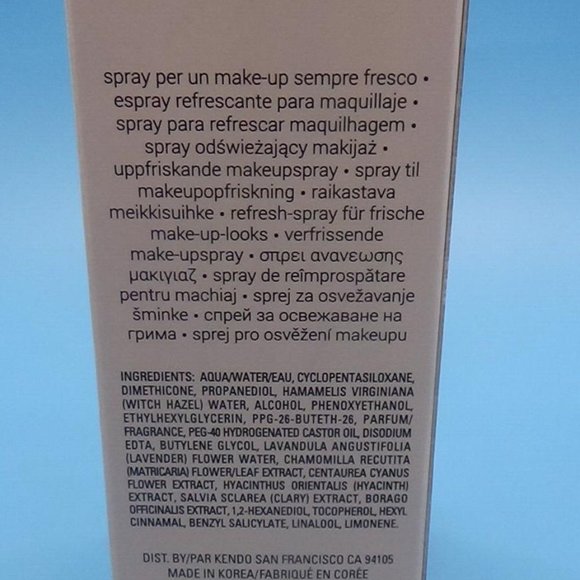 spray per un make-up sempre fresco •
espray refrescante para maquillaje •
spray para refrescar maquilhagem •
spray odświeżający makijaż •
uppfriskande makeupspray • spray til
makeupopfriskning • raikastava
meikkisuihke • refresh-spray für frische
make-up-looks • verfrissende
make-upspray • σπρει ανανεωσης
μακιγιαζ • spray de reîmprospătare
pentru machiaj • sprej za osvežavanje
šminke • спрей за освежаване на
грима • sprej pro osvěžení makeupu
INGREDIENTS: AQUA/WATER/EAU, CYCLOPENTASILOXANE,
DIMETHICONE, PROPANEDIOL, HAMAMELIS VIRGINIANA
(WITCH HAZEL) WATER, ALCOHOL, PHENOXYETHANOL,
ETHYLHEXYLGLYCERIN, PPG-26-BUTETH-26, PARFUM/
FRAGRANCE, PEG-40 HYDROGENATED CASTOR OIL, DISODIUM
EDTA, BUTYLENE GLYCOL, LAVANDULA ANGUSTIFOLIA
(LAVENDER) FLOWER WATER, CHAMOMILLA RECUTITA
(MATRICARIA) FLOWER/LEAF EXTRACT, CENTAUREA CYANUS
FLOWER EXTRACT, HYACINTHUS ORIENTALIS (HYACINTH)
EXTRACT, SALVIA SCLAREA (CLARY) EXTRACT, BORAGO
OFFICINALIS EXTRACT, 1,2-HEXANEDIOL, TOCOPHEROL, HEXYL
CINNAMAL, BENZYL SALICYLATE, LINALOOL, LIMONENE.
DIST. BY/PAR KENDO SAN FRANCISCO CA 94105
MADE IN KOREA/FABRIQUÉ EN CORÉE